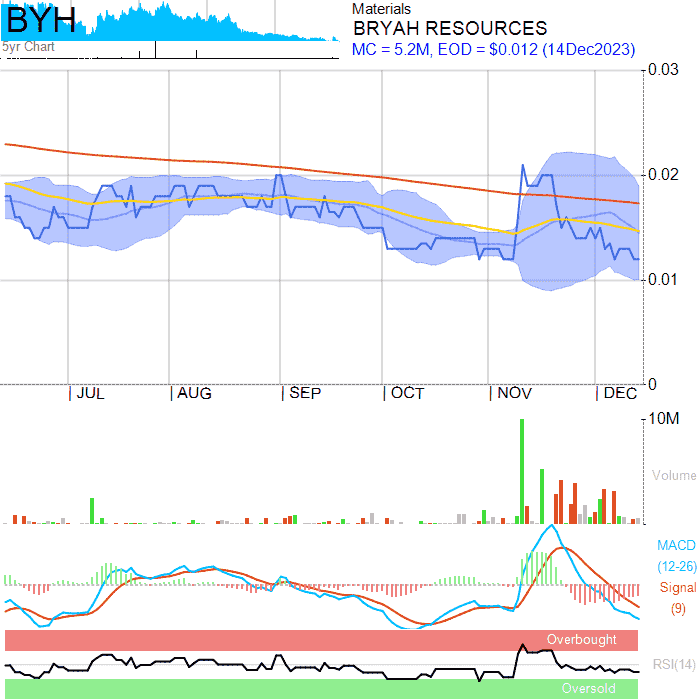 BYH
5yr Chart
Materials
BRYAH RESOURCES
MC = 5.2M, EOD = $0.012 (14Dec2023)
0.03
0.02
0.01
0
JUL AUG SEP OCT NOV DEC
10M
Volume
MACD
(12-26)
Signal
(9)
Overbought
RSI(14)
Oversold